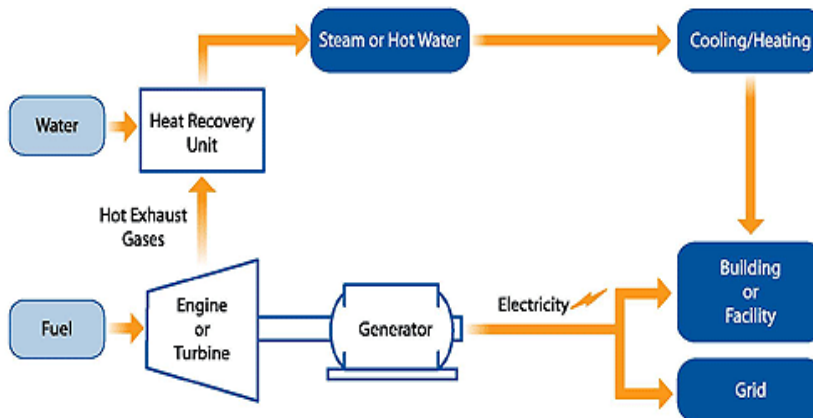 Steam or Hot Water
Cooling/Heating
Water
Heat Recovery
Unit
Hot Exhaust
Gases
Building
or
Facility
Engine
or
Turbine
Fuel
Generator
Electricity
Grid